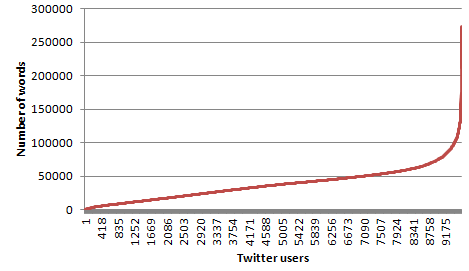 300000
250000
200000
150000
100000
50000
0
Number of words
1 418 835 1252 1669 2086 2503 2920 3337 3754 4171 4588 5005 5422 5839 6256 6673 7090 7507 7924 8341 8758 9175
Twitter users